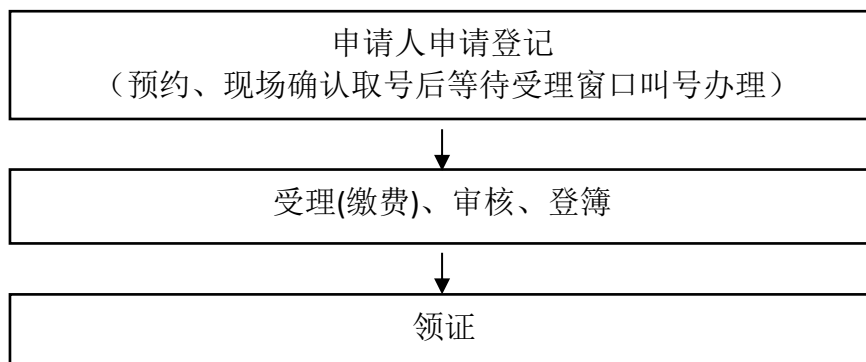 申请人申请登记
（预约、现场确认取号后等待受理窗口叫号办理）
受理(缴费)、审核、登簿
领证